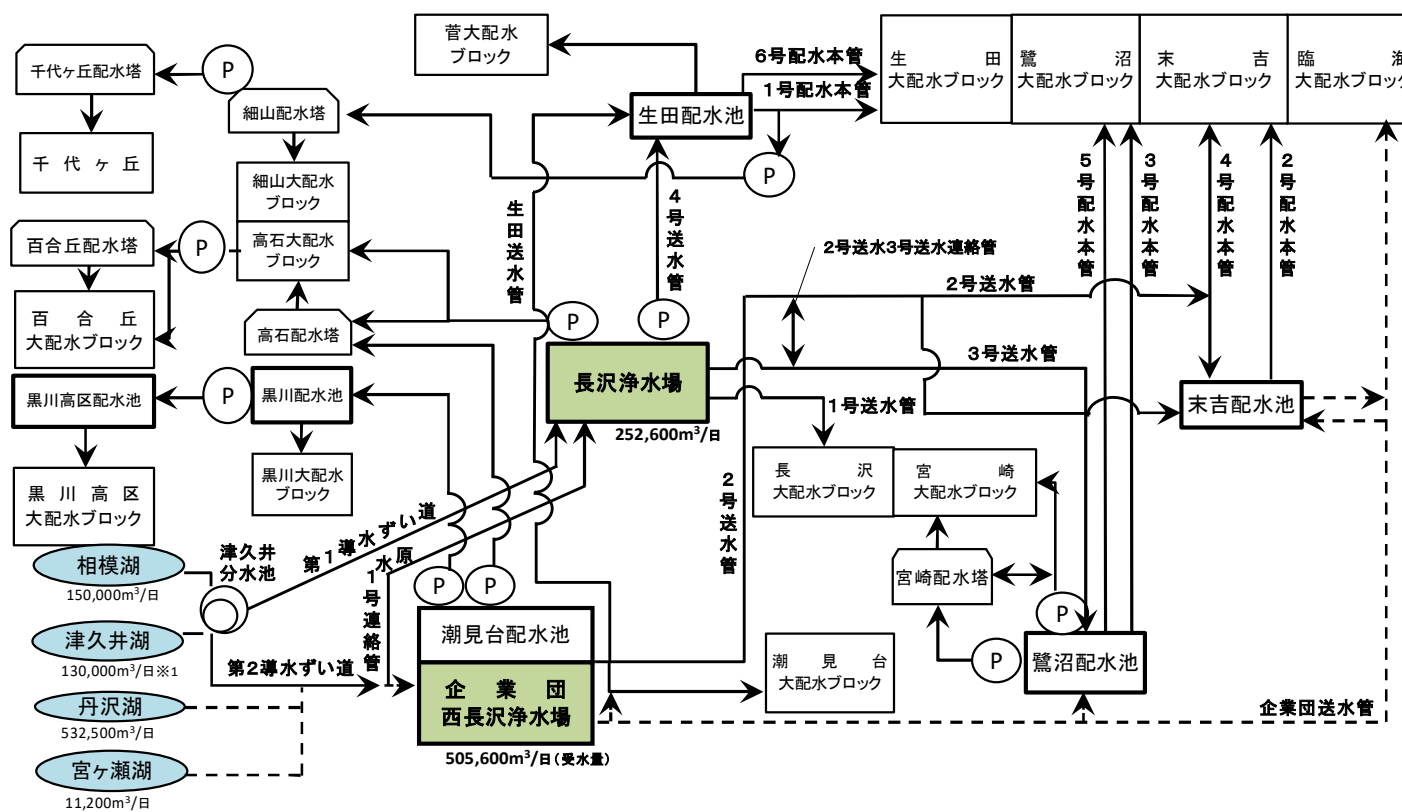 菅大配水
ブロック
6号配水本管
1号配水本管
生田
大配水ブロック
鷺沼
大配水ブロック
末吉
大配水ブロック
臨海
大配水ブロック
千代ヶ丘配水塔
P
細山配水塔
生田配水池
千代ヶ丘
P
細山大配水
ブロック
百合丘配水塔
P
高石大配水
ブロック
生田送水管
4号送水管
5号配水本管
3号配水本管
4号配水本管
2号配水本管
2号送水3号送水連絡管
2号送水管
百合丘
大配水ブロック
高石配水塔
P
P
長沢浄水場
252,600m³/日
3号送水管
1号送水管
黒川高区配水池
P
黒川配水池
末吉配水池
黒川高区
大配水ブロック
黒川大配水
ブロック
長沢
大配水ブロック
宮崎
大配水ブロック
2号送水管
第1導水ずい道
原水
1号連絡管
津久井
分水池
相模湖
150,000m³/日
津久井湖
130,000m³/日※1
第2導水ずい道
丹沢湖
532,500m³/日
宮ヶ瀬湖
11,200m³/日
P
P
潮見台配水池
企業団
西長沢浄水場
505,600m³/日(受水量)
宮崎配水塔
P
P
鷺沼配水池
潮見台
大配水ブロック
企業団送水管